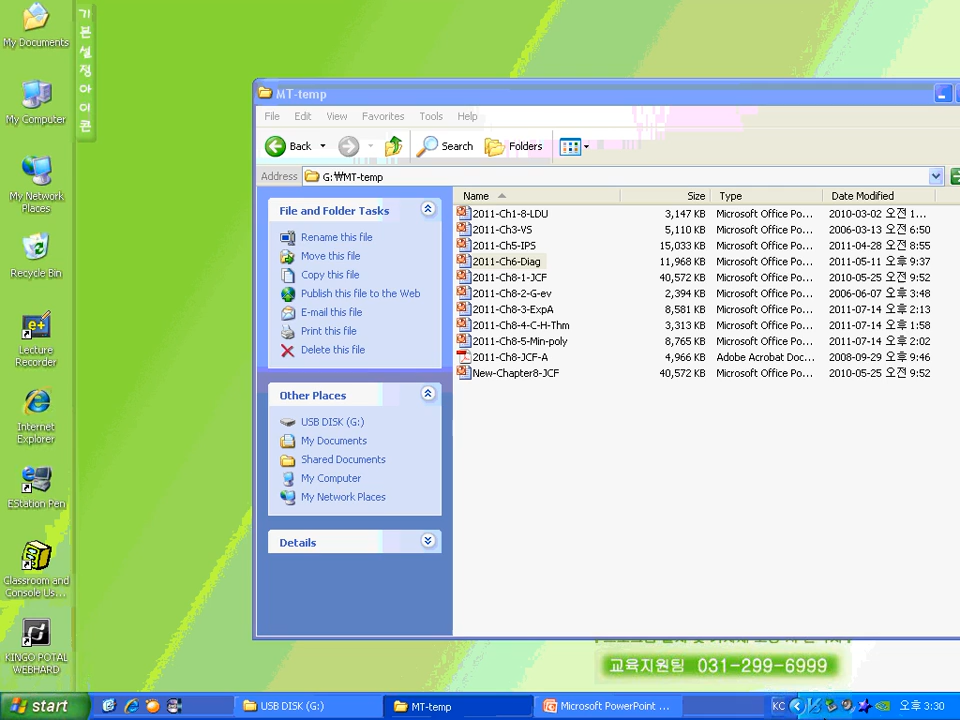 My Documents
My Computer
My Network
Places
Recycle Bin
Lecture
Recorder
Internet
Explorer
EStation Pen
Classroom and
Console Us...
KINGO POTAL
WEBHARD
기본설정아이콘
MT-temp
File Edit View Favorites Tools Help
Back Search Folders
Address G:₩MT-temp
File and Folder Tasks
Rename this file
Move this file
Copy this file
Publish this file to the Web
E-mail this file
Print this file
Delete this file
Other Places
USB DISK (G:)
My Documents
Shared Documents
My Computer
My Network Places
Details
Name Size Type Date Modified
2011-Ch1-8-LDU 3,147 KB Microsoft Office Po... 2010-03-02 오전 1...
2011-Ch3-VS 5,110 KB Microsoft Office Po... 2006-03-13 오전 6:50
2011-Ch5-IPS 15,033 KB Microsoft Office Po... 2011-04-28 오전 8:55
2011-Ch6-Diag 11,968 KB Microsoft Office Po... 2011-05-11 오후 9:37
2011-Ch8-1-JCF 40,572 KB Microsoft Office Po... 2010-05-25 오전 9:52
2011-Ch8-2-G-ev 2,394 KB Microsoft Office Po... 2006-06-07 오후 3:48
2011-Ch8-3-ExpA 8,581 KB Microsoft Office Po... 2011-07-14 오후 2:13
2011-Ch8-4-C-H-Thm 3,313 KB Microsoft Office Po... 2011-07-14 오후 1:58
2011-Ch8-5-Min-poly 8,765 KB Microsoft Office Po... 2011-07-14 오후 2:02
2011-Ch8-JCF-A 4,966 KB Adobe Acrobat Doc... 2008-09-29 오후 9:46
New-Chapter8-JCF 40,572 KB Microsoft Office Po... 2010-05-25 오전 9:52
교육지원팀 031-299-6999
start USB DISK (G:) MT-temp Microsoft PowerPoint ... KC 오후 3:30